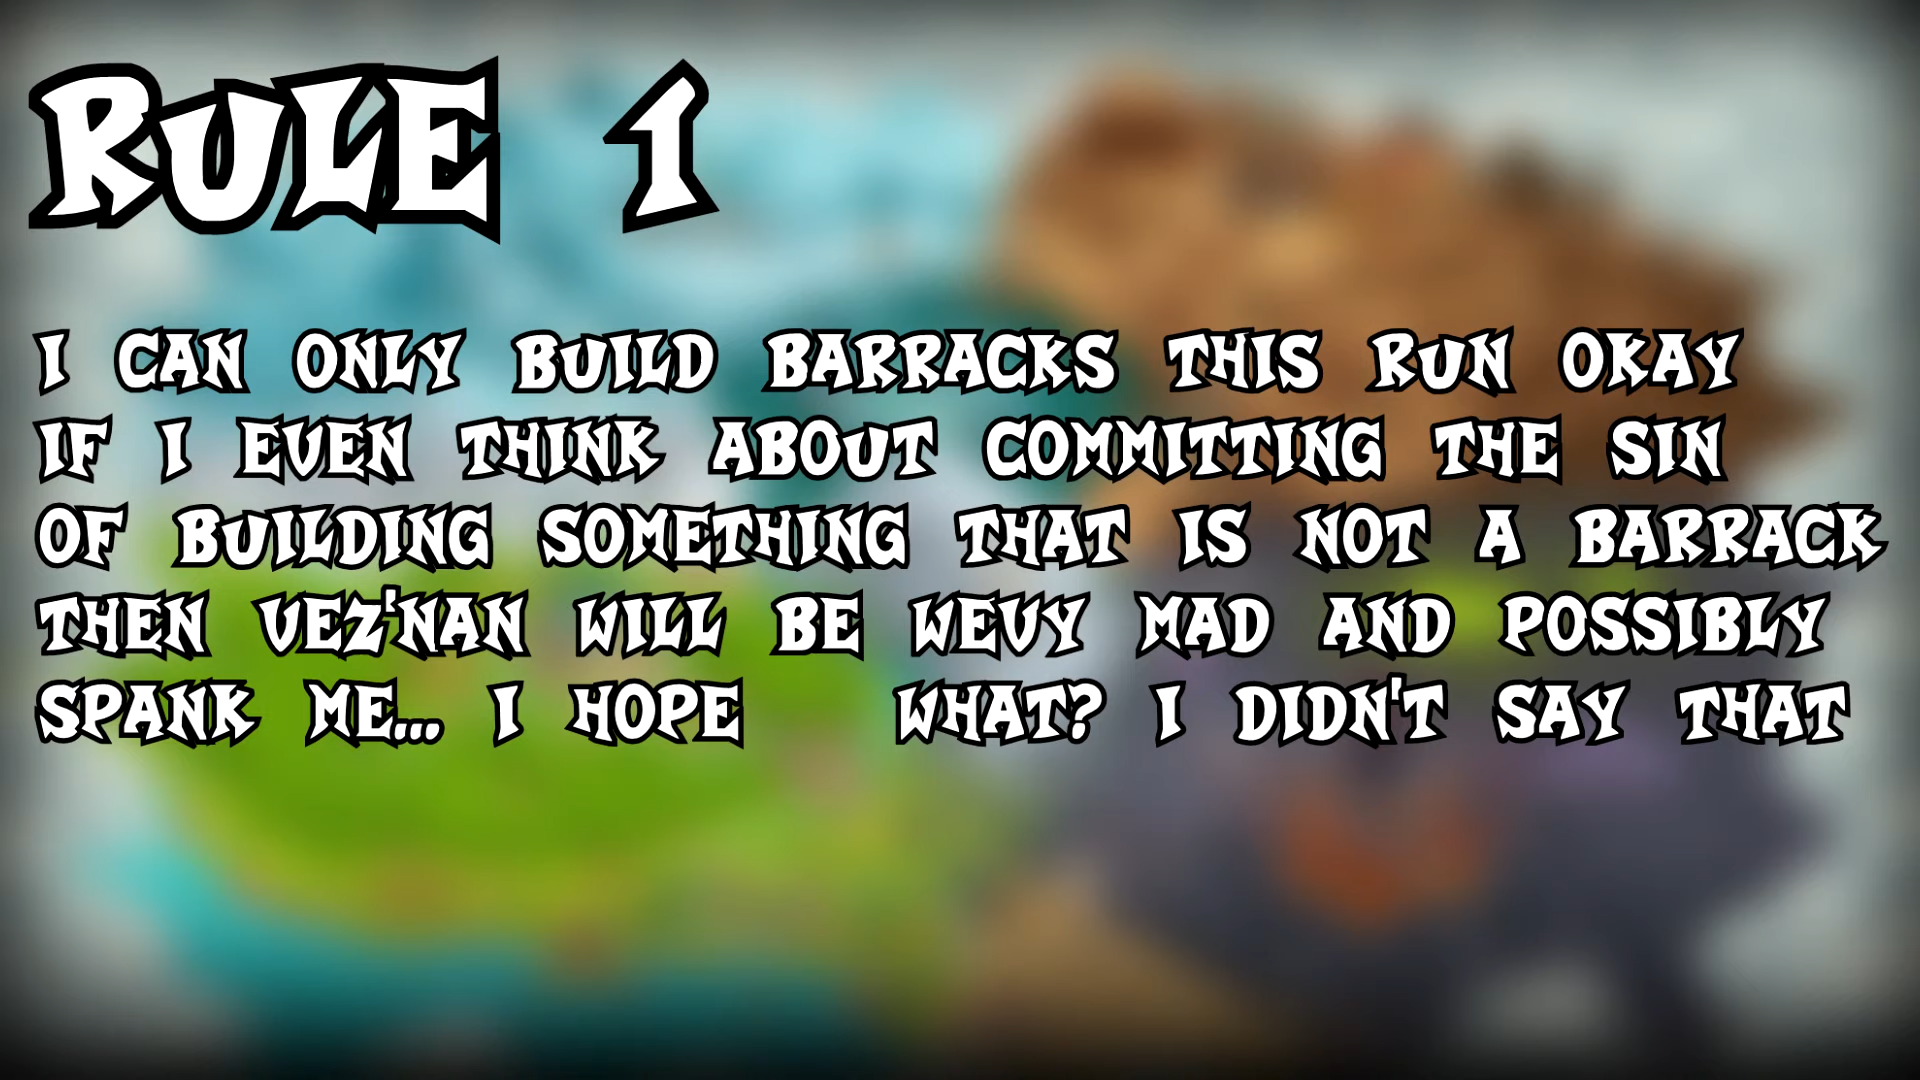 RULE 1
I CAN ONLY BUILD BARRACKS THIS RUN OKAY
IF I EVEN THINK ABOUT COMMITTING THE SIN
OF BUILDING SOMETHING THAT IS NOT A BARRACK
THEN VEZ'NAN WILL BE WEVY MAD AND POSSIBLY
SPANK ME... I HOPE WHAT? I DIDN'T SAY THAT